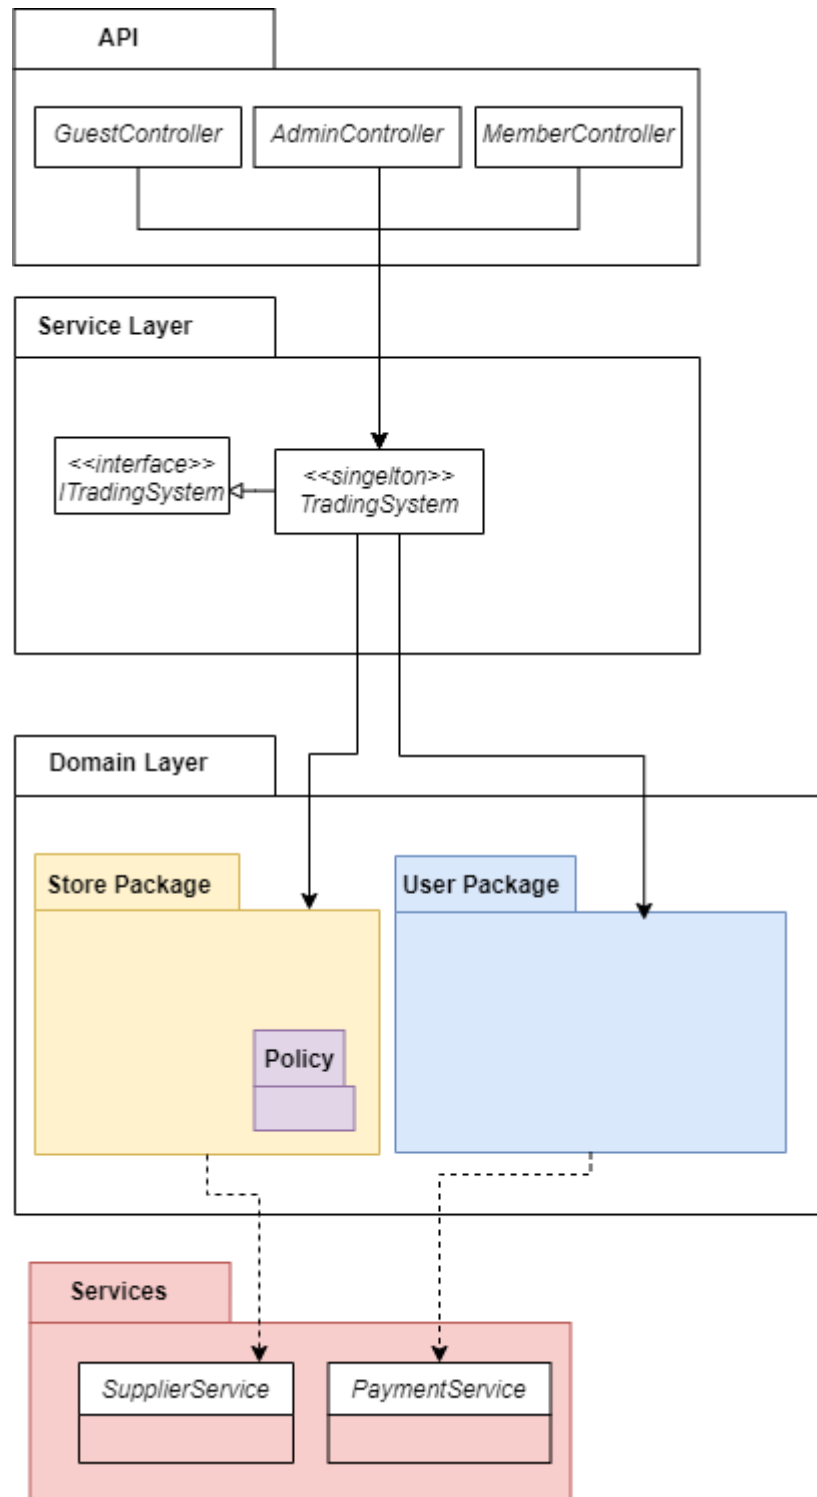 API
GuestController
AdminController
MemberController
Service Layer
<<interface>>
ITradingSystem
<<singelton>>
TradingSystem
Domain Layer
Store Package
User Package
Policy
Services
SupplierService
PaymentService